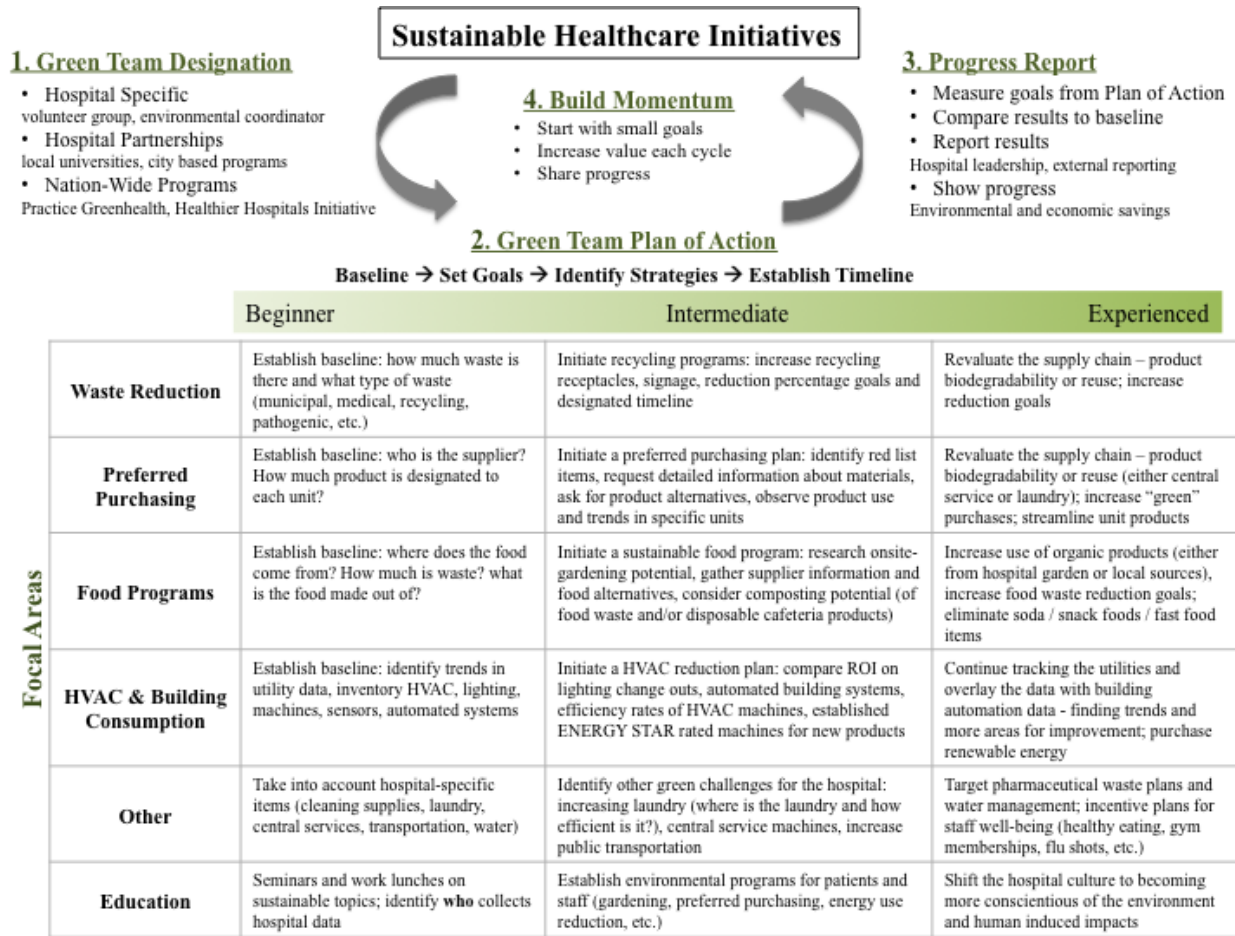 Sustainable Healthcare Initiatives
1. Green Team Designation
• Hospital Specific
volunteer group, environmental coordinator
• Hospital Partnerships
local universities, city based programs
• Nation-Wide Programs
Practice Greenhealth, Healthier Hospitals Initiative
4. Build Momentum
• Start with small goals
• Increase value each cycle
• Share progress
3. Progress Report
• Measure goals from Plan of Action
• Compare results to baseline
• Report results
Hospital leadership, external reporting
• Show progress
Environmental and economic savings
2. Green Team Plan of Action
Baseline → Set Goals → Identify Strategies → Establish Timeline
Beginner
Intermediate
Experienced
Focal Areas
Waste Reduction
Establish baseline: how much waste is
there and what type of waste
(municipal, medical, recycling,
pathogenic, etc.)
Initiate recycling programs: increase recycling
receptacles, signage, reduction percentage goals and
designated timeline
Revaluate the supply chain – product
biodegradability or reuse; increase
reduction goals
Preferred
Purchasing
Establish baseline: who is the supplier?
How much product is designated to
each unit?
Initiate a preferred purchasing plan: identify red list
items, request detailed information about materials,
ask for product alternatives, observe product use
and trends in specific units
Revaluate the supply chain – product
biodegradability or reuse (either central
service or laundry); increase “green”
purchases; streamline unit products
Food Programs
Establish baseline: where does the food
come from? How much is waste? what
is the food made out of?
Initiate a sustainable food program: research onsite-
gardening potential, gather supplier information and
food alternatives, consider composting potential (of
food waste and/or disposable cafeteria products)
Increase use of organic products (either
from hospital garden or local sources),
increase food waste reduction goals;
eliminate soda / snack foods / fast food
items
HVAC & Building
Consumption
Establish baseline: identify trends in
utility data, inventory HVAC, lighting,
machines, sensors, automated systems
Initiate a HVAC reduction plan: compare ROI on
lighting change outs, automated building systems,
efficiency rates of HVAC machines, established
ENERGY STAR rated machines for new products
Continue tracking the utilities and
overlay the data with building
automation data - finding trends and
more areas for improvement; purchase
renewable energy
Other
Take into account hospital-specific
items (cleaning supplies, laundry,
central services, transportation, water)
Identify other green challenges for the hospital:
increasing laundry (where is the laundry and how
efficient is it?), central service machines, increase
public transportation
Target pharmaceutical waste plans and
water management; incentive plans for
staff well-being (healthy eating, gym
memberships, flu shots, etc.)
Education
Seminars and work lunches on
sustainable topics; identify who collects
hospital data
Establish environmental programs for patients and
staff (gardening, preferred purchasing, energy use
reduction, etc.)
Shift the hospital culture to becoming
more conscientious of the environment
and human induced impacts